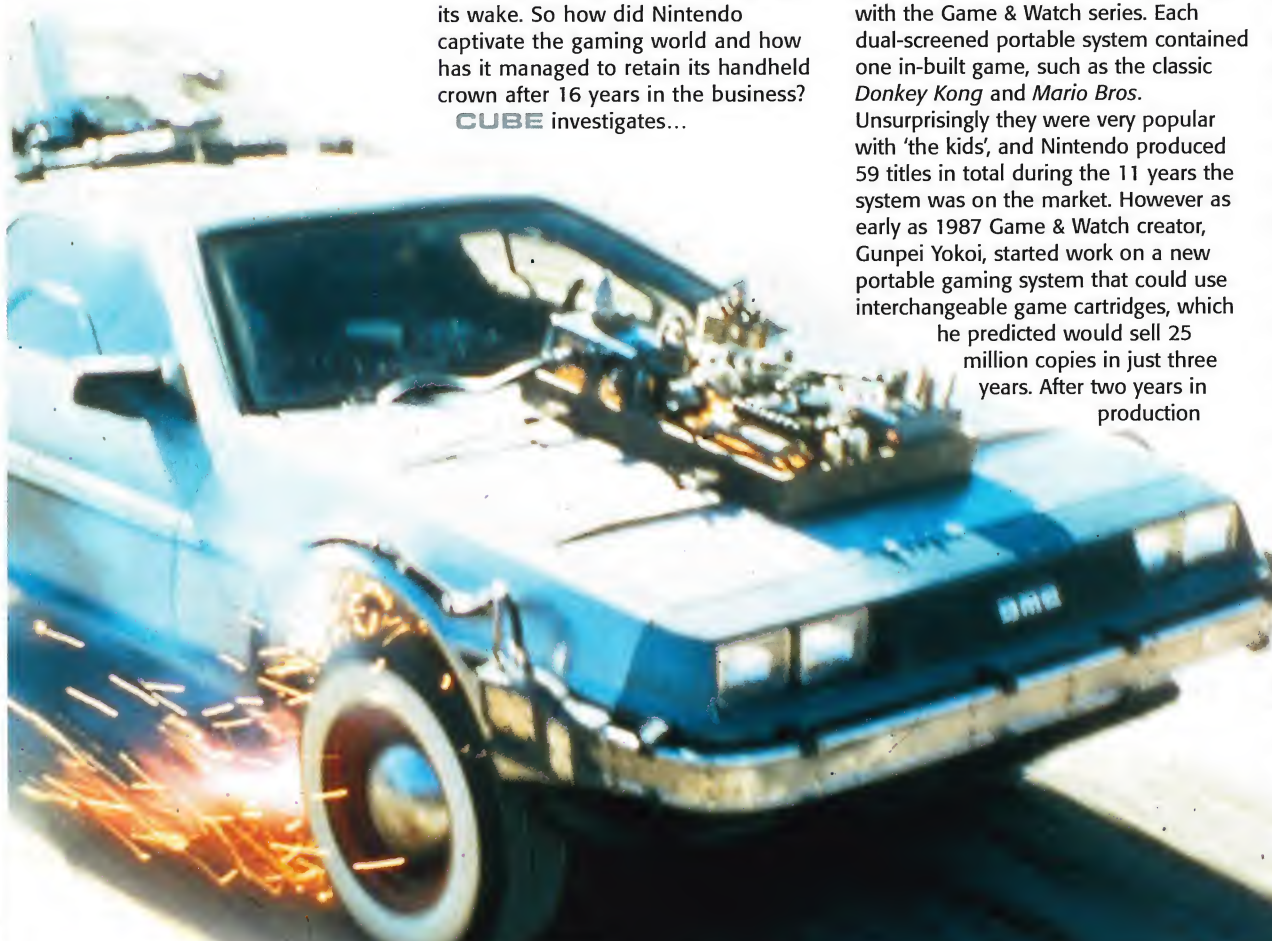 its wake. So how did Nintendo
captivate the gaming world and how
has it managed to retain its handheld
crown after 16 years in the business?
CUBE investigates...
with the Game & Watch series. Each
dual-screened portable system contained
one in-built game, such as the classic
Donkey Kong and Mario Bros.
Unsurprisingly they were very popular
with 'the kids', and Nintendo produced
59 titles in total during the 11 years the
system was on the market. However as
early as 1987 Game & Watch creator,
Gunpei Yokoi, started work on a new
portable gaming system that could use
interchangeable game cartridges, which
he predicted would sell 25
million copies in just three
years. After two years in
production
DMC